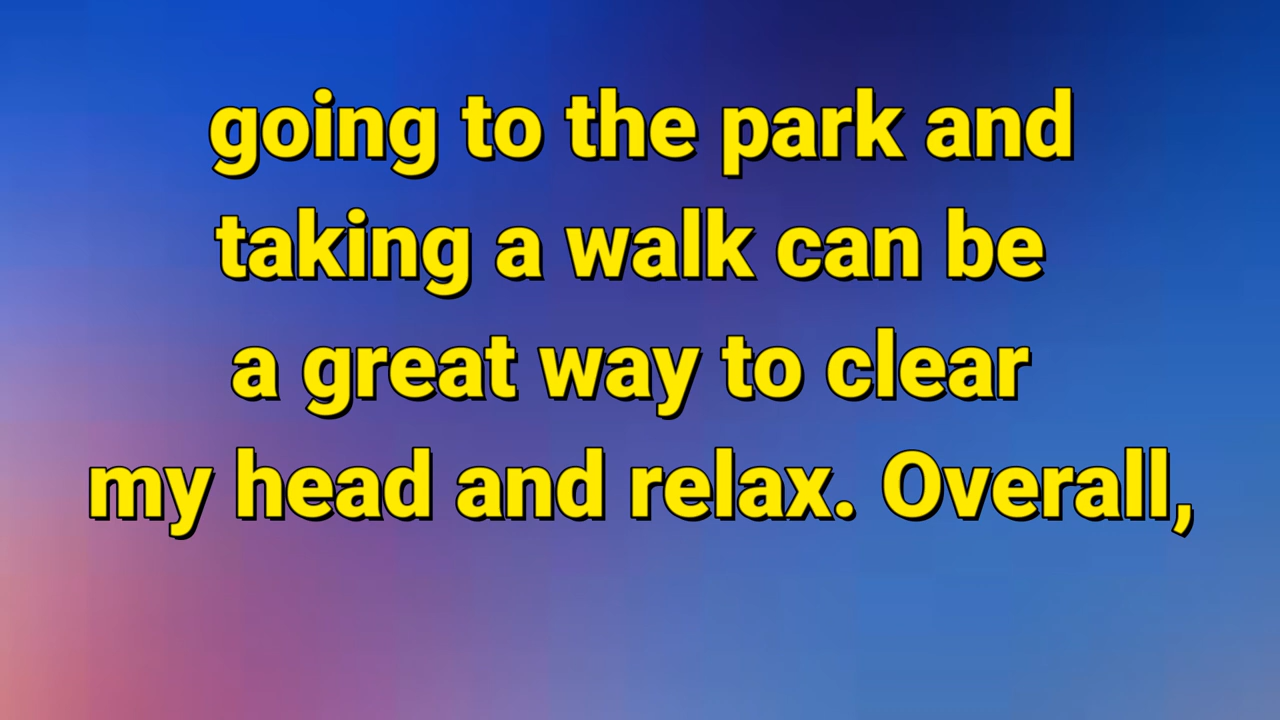 going to the park and
taking a walk can be
a great way to clear
my head and relax. Overall,